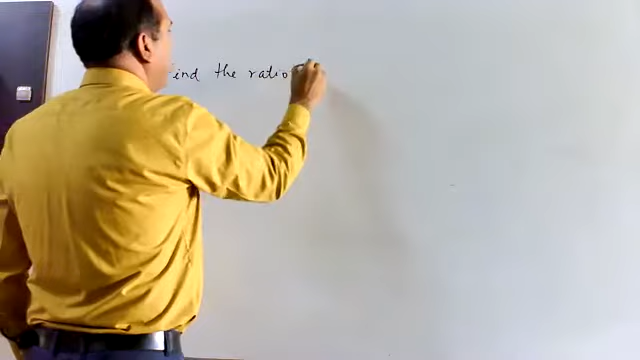 ind the ratio